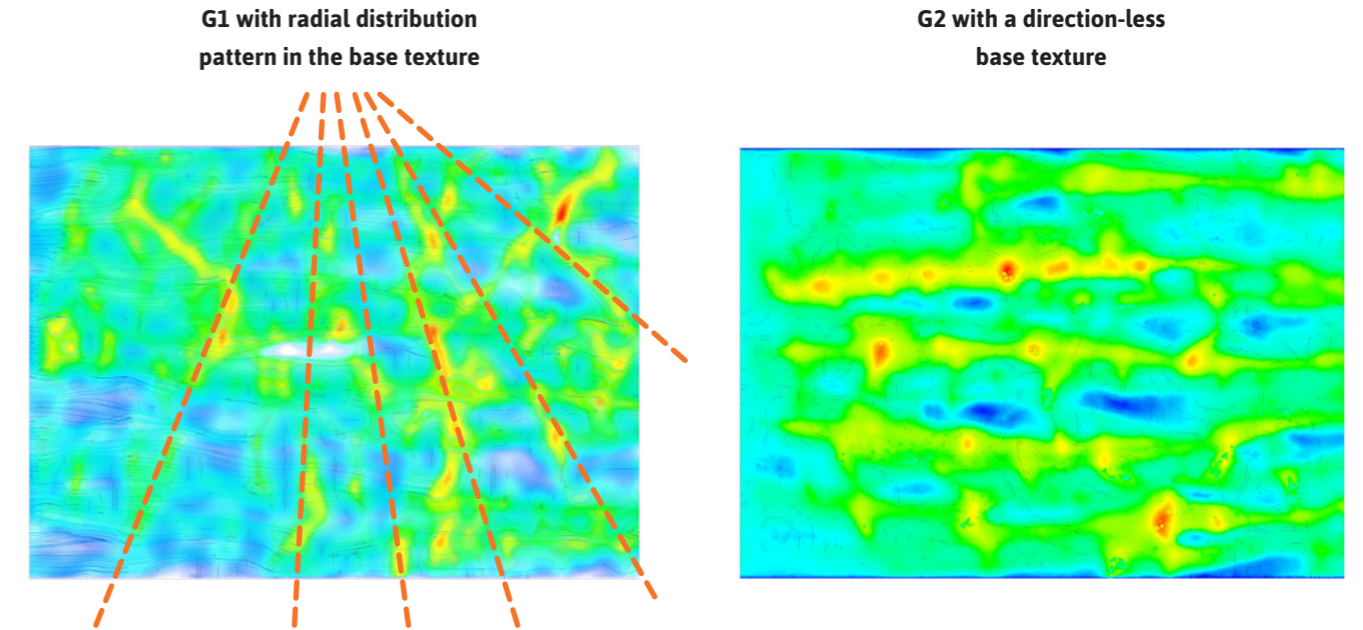 G1 with radial distribution
pattern in the base texture
G2 with a direction-less
base texture